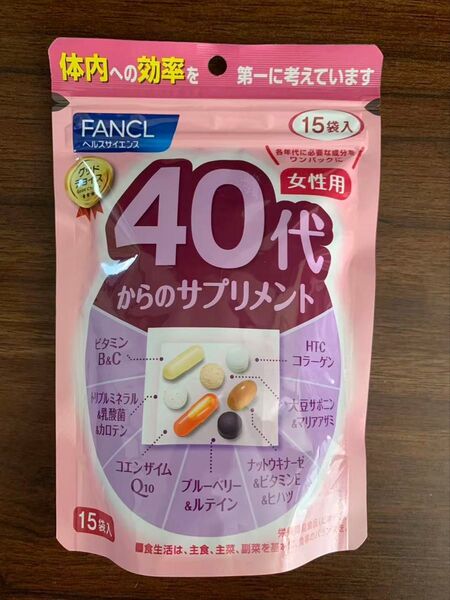 体内への効率を 第一に考えています
FANCL
ヘルスサイエンス
15袋入
各年代に必要な成分を
ワンパックに
女性用
グッド
チョイス
40代
からのサプリメント
ビタミン
B&C
HTC
コラーゲン
トリプルミネラル
&乳酸菌
&カロテン
大豆サポニン
&マリアアザミ
コエンザイム
Q10
ブルーベリー
&ルテイン
ナットウキナーゼ
&ビタミンE
&ヒハツ
15袋入
■食生活は、主食、主菜、副菜を基